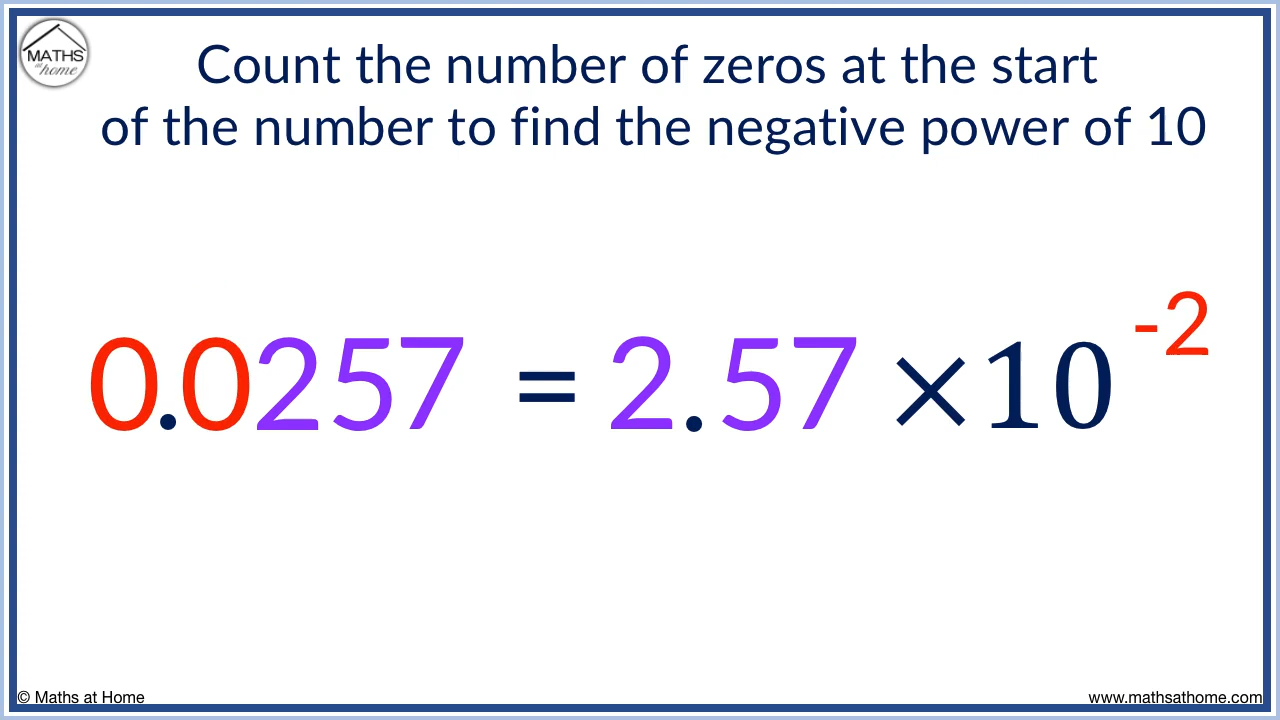 MATHS
at
home
Count the number of zeros at the start
of the number to find the negative power of 10
0.0257 = 2.57 ×10⁻²
© Maths at Home
www.mathsathome.com